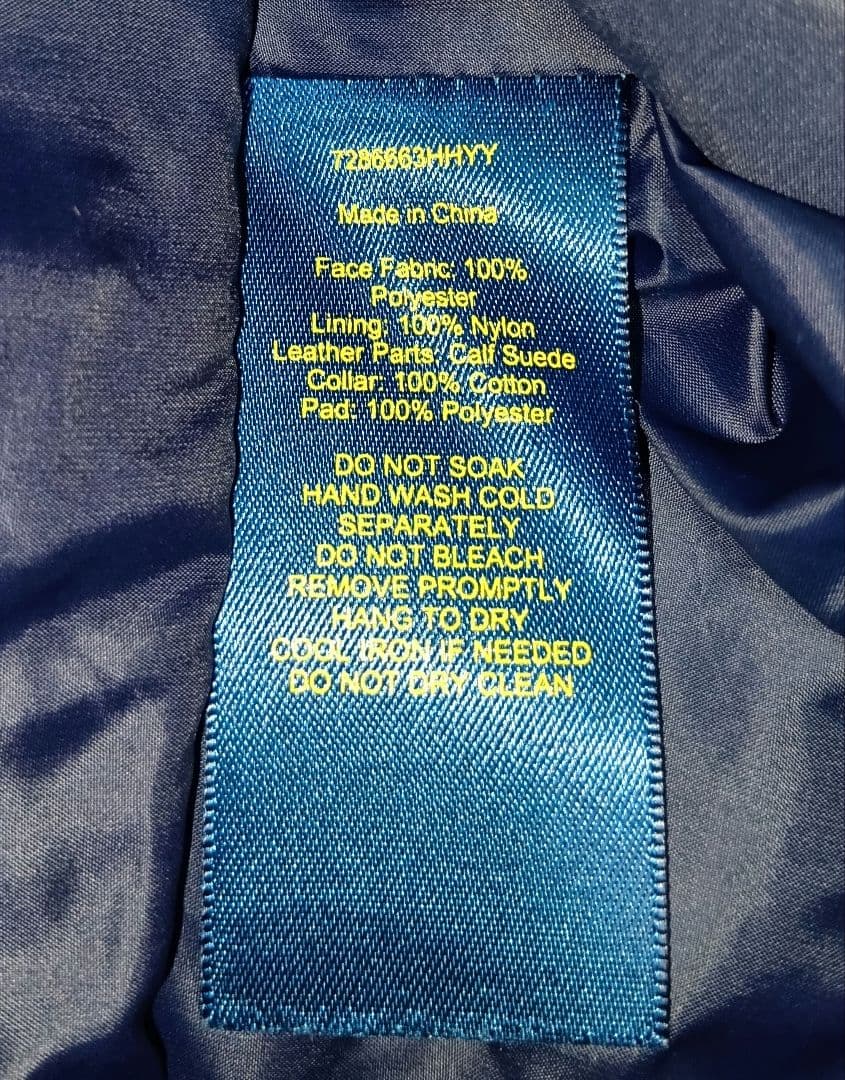 7286663HHYY
Made in China
Face Fabric: 100%
Polyester
Lining: 100% Nylon
Leather Parts: Calf Suede
Collar: 100% Cotton
Pad: 100% Polyester
DO NOT SOAK
HAND WASH COLD
SEPARATELY
DO NOT BLEACH
REMOVE PROMPTLY
HANG TO DRY
COOL IRON IF NEEDED
DO NOT DRY CLEAN